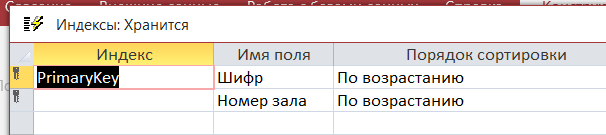 Индексы: Хранится
Индекс Имя поля Порядок сортировки
PrimaryKey Шифр По возрастанию
Номер зала По возрастанию